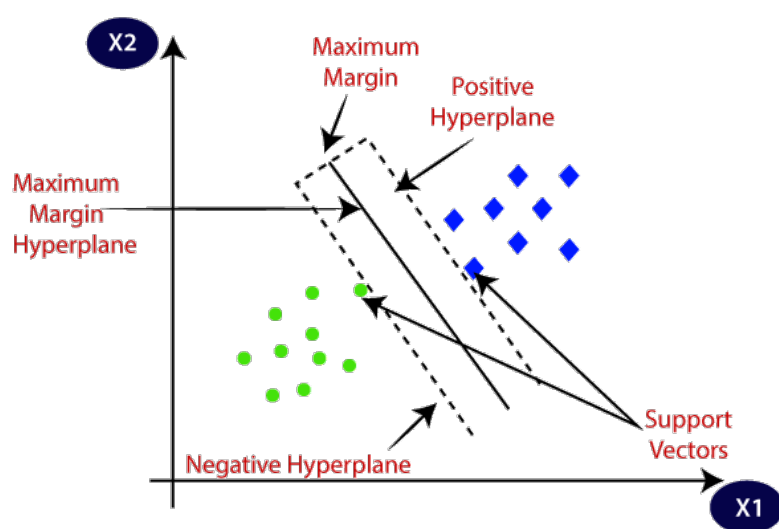 X2
Maximum
Margin
Positive
Hyperplane
Maximum
Margin
Hyperplane
Support
Vectors
Negative Hyperplane
X1